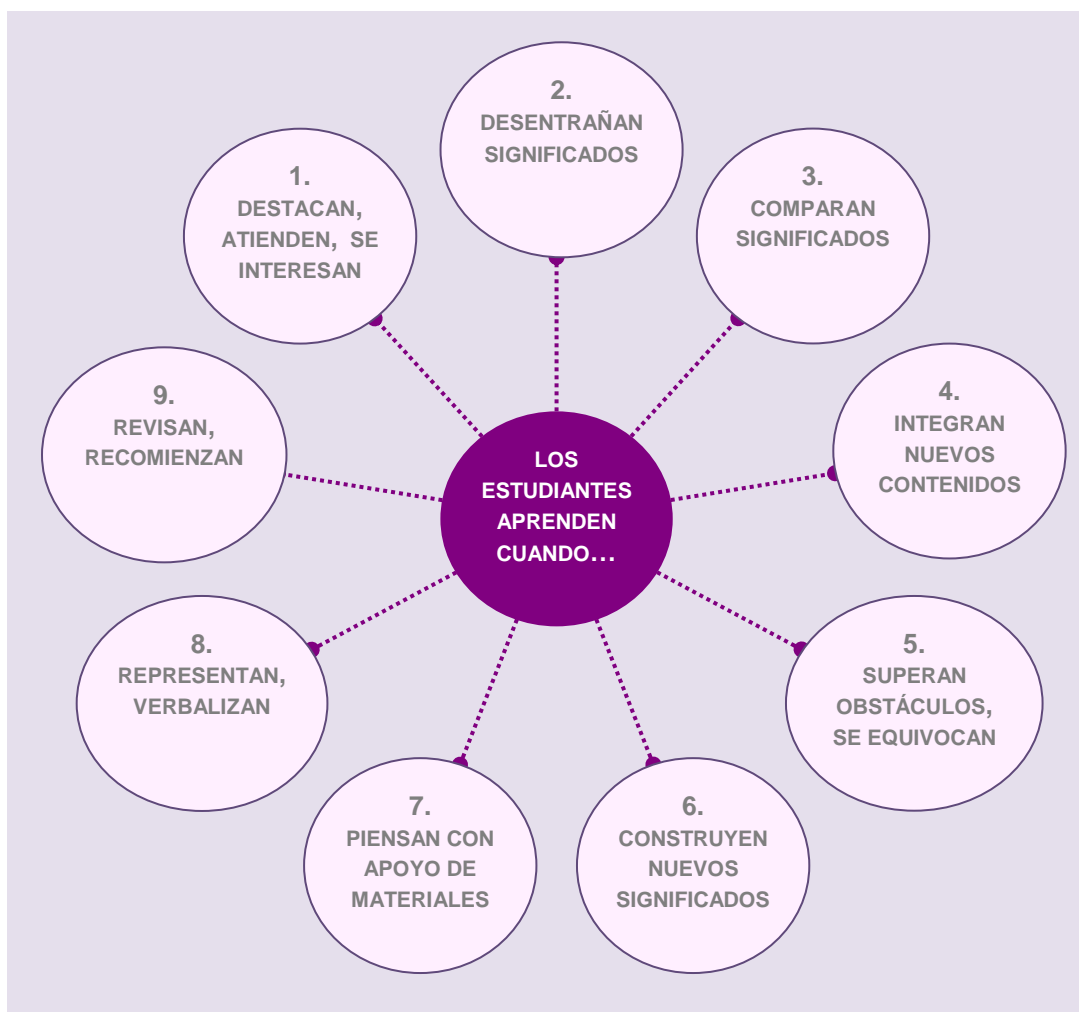 LOS
ESTUDIANTES
APRENDEN
CUANDO...
1.
DESTACAN,
ATIENDEN, SE
INTERESAN
2.
DESENTRAÑAN
SIGNIFICADOS
3.
COMPARAN
SIGNIFICADOS
4.
INTEGRAN
NUEVOS
CONTENIDOS
5.
SUPERAN
OBSTÁCULOS,
SE EQUIVOCAN
6.
CONSTRUYEN
NUEVOS
SIGNIFICADOS
7.
PIENSAN CON
APOYO DE
MATERIALES
8.
REPRESENTAN,
VERBALIZAN
9.
REVISAN,
RECOMIENZAN